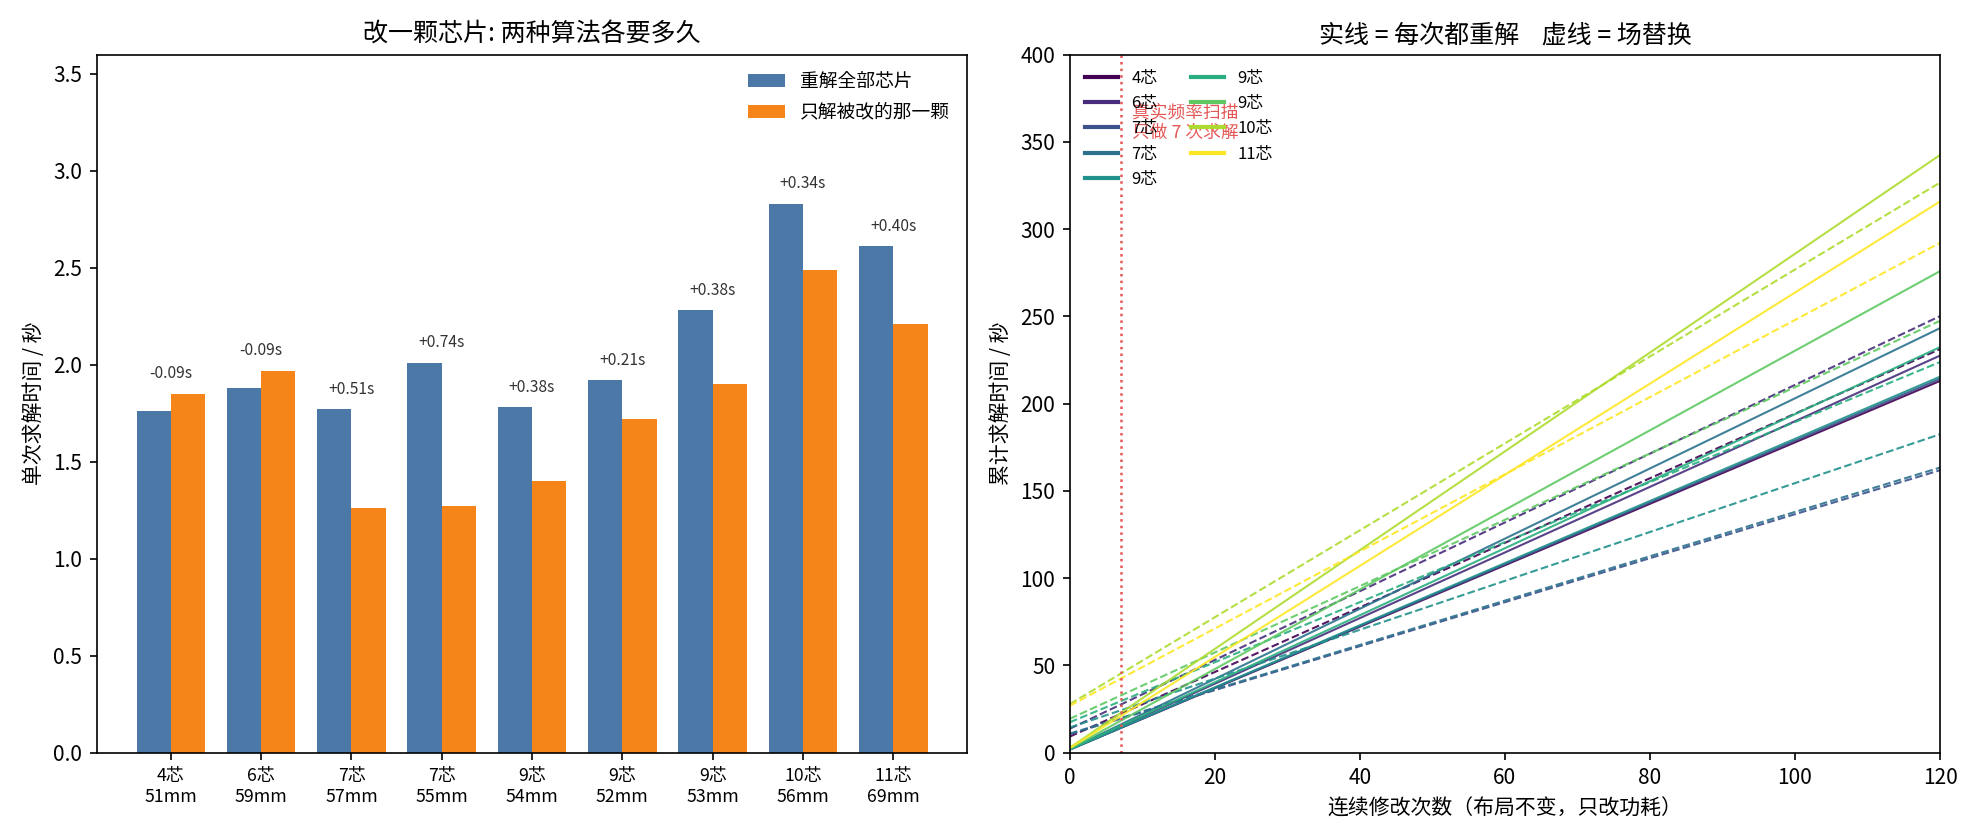 改一颗芯片: 两种算法各要多久
重解全部芯片
只解被改的那一颗
单次求解时间 / 秒
3.5
3.0
2.5
2.0
1.5
1.0
0.5
0.0
-0.09s
-0.09s
+0.51s
+0.74s
+0.38s
+0.21s
+0.38s
+0.34s
+0.40s
4芯
51mm
6芯
59mm
7芯
57mm
7芯
55mm
9芯
54mm
9芯
52mm
9芯
53mm
10芯
56mm
11芯
69mm
实线 = 每次都重解 虚线 = 场替换
4芯
6芯
7芯
7芯
9芯
9芯
9芯
10芯
11芯
真实频率扫描
只做 7 次求解
累计求解时间 / 秒
400
350
300
250
200
150
100
50
0
0
20
40
60
80
100
120
连续修改次数（布局不变，只改功耗）